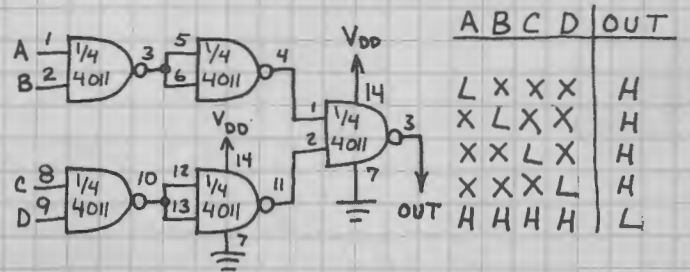 A B C D OUT
L X X X H
X L X X H
X X L X H
X X X L H
H H H H L
A 1
B 2
1/4
4011
3
5
6
1/4
4011
4
VDD
14
1
2
1/4
4011
3
7
OUT
C 8
D 9
1/4
4011
10
12
13
VDD
14
1/4
4011
11
7